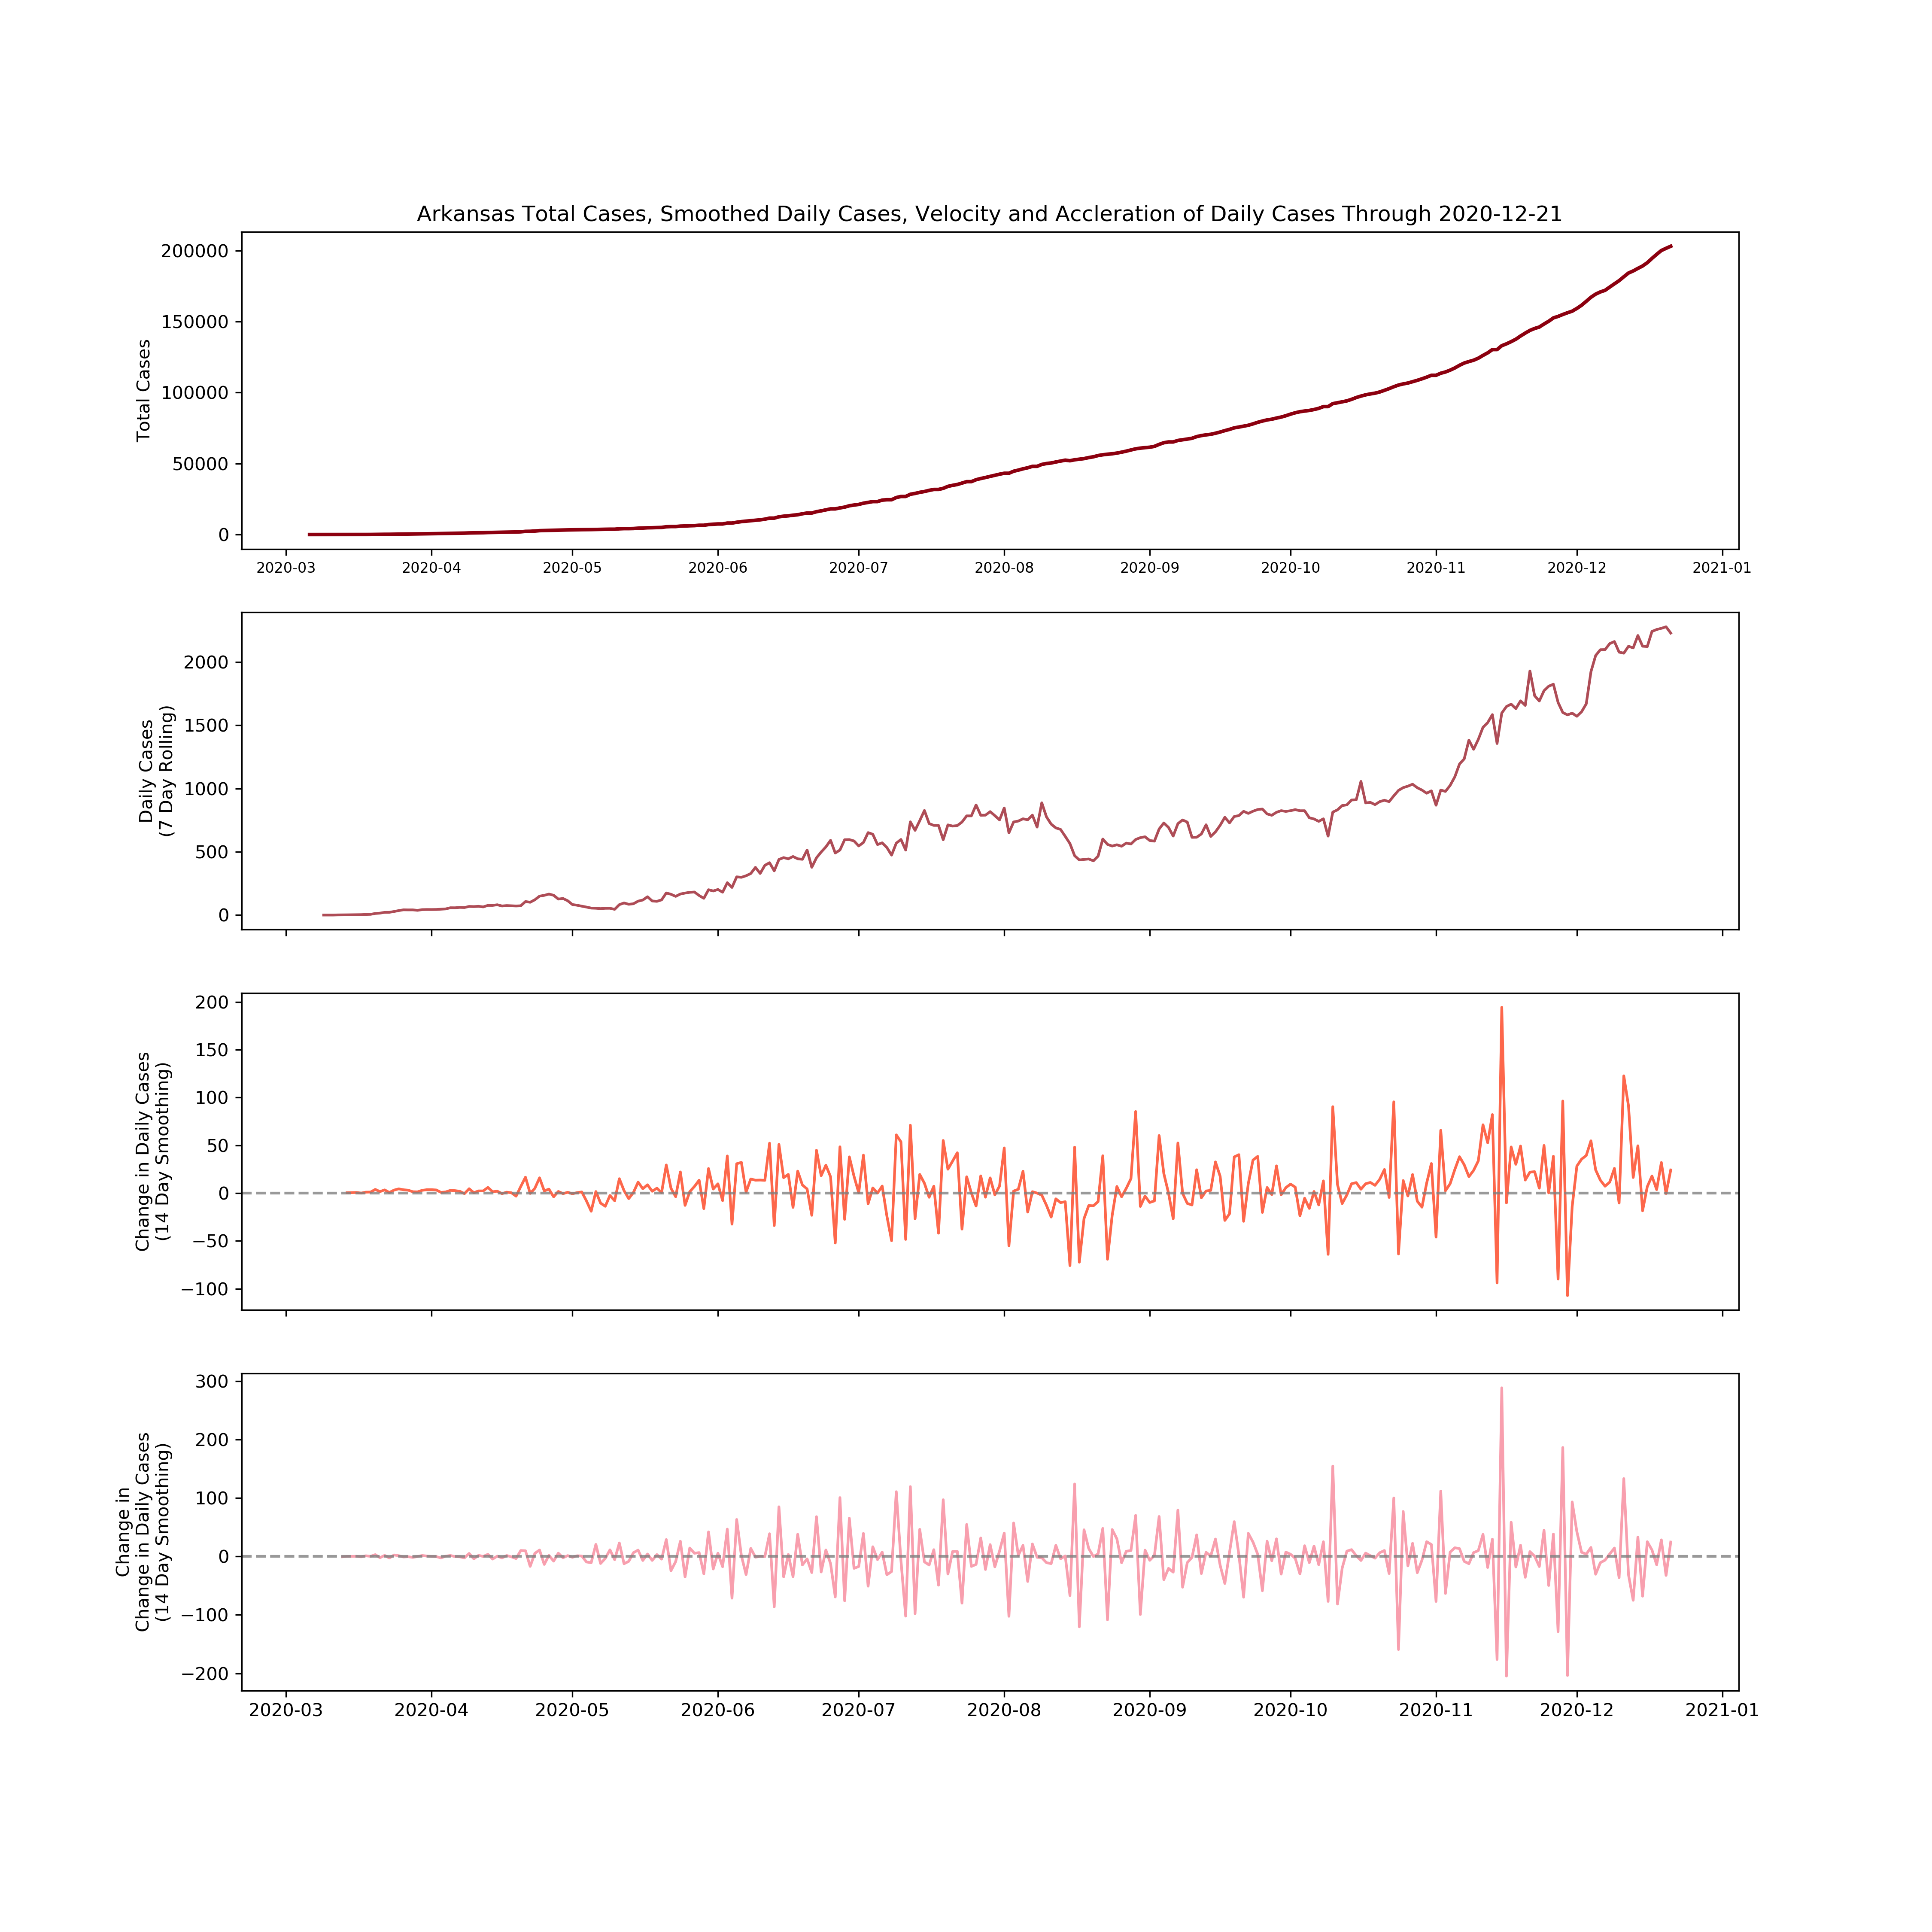 Arkansas Total Cases, Smoothed Daily Cases, Velocity and Accleration of Daily Cases Through 2020-12-21
Total Cases
200000
150000
100000
50000
0
2020-03 2020-04 2020-05 2020-06 2020-07 2020-08 2020-09 2020-10 2020-11 2020-12 2021-01
Daily Cases
(7 Day Rolling)
2000
1500
1000
500
0
Change in Daily Cases
(14 Day Smoothing)
200
150
100
50
0
−50
−100
Change in
Change in Daily Cases
(14 Day Smoothing)
300
200
100
0
−100
−200
2020-03 2020-04 2020-05 2020-06 2020-07 2020-08 2020-09 2020-10 2020-11 2020-12 2021-01